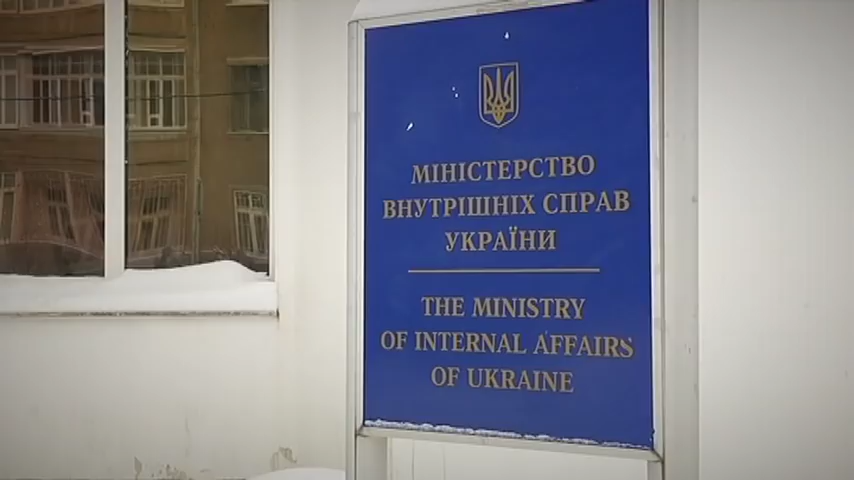 МІНІСТЕРСТВО
ВНУТРІШНІХ СПРАВ
УКРАЇНИ
THE MINISTRY
OF INTERNAL AFFAIRS
OF UKRAINE